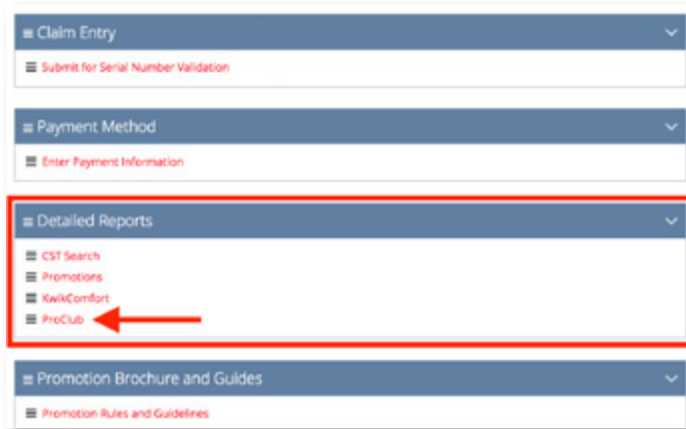 Claim Entry
Submit for Serial Number Validation
Payment Method
Enter Payment Information
Detailed Reports
CST Search
Promotions
KwikComfort
ProClub
Promotion Brochure and Guides
Promotion Rules and Guidelines